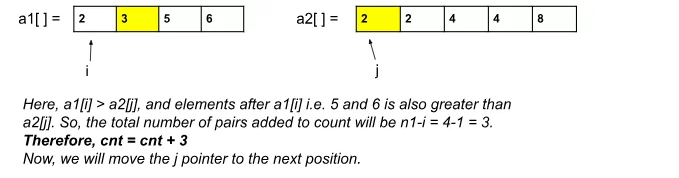 a1[ ] = 2 3 5 6 a2[ ] = 2 2 4 4 8
i j
Here, a1[i] > a2[j], and elements after a1[i] i.e. 5 and 6 is also greater than
a2[j]. So, the total number of pairs added to count will be n1-i = 4-1 = 3.
Therefore, cnt = cnt + 3
Now, we will move the j pointer to the next position.